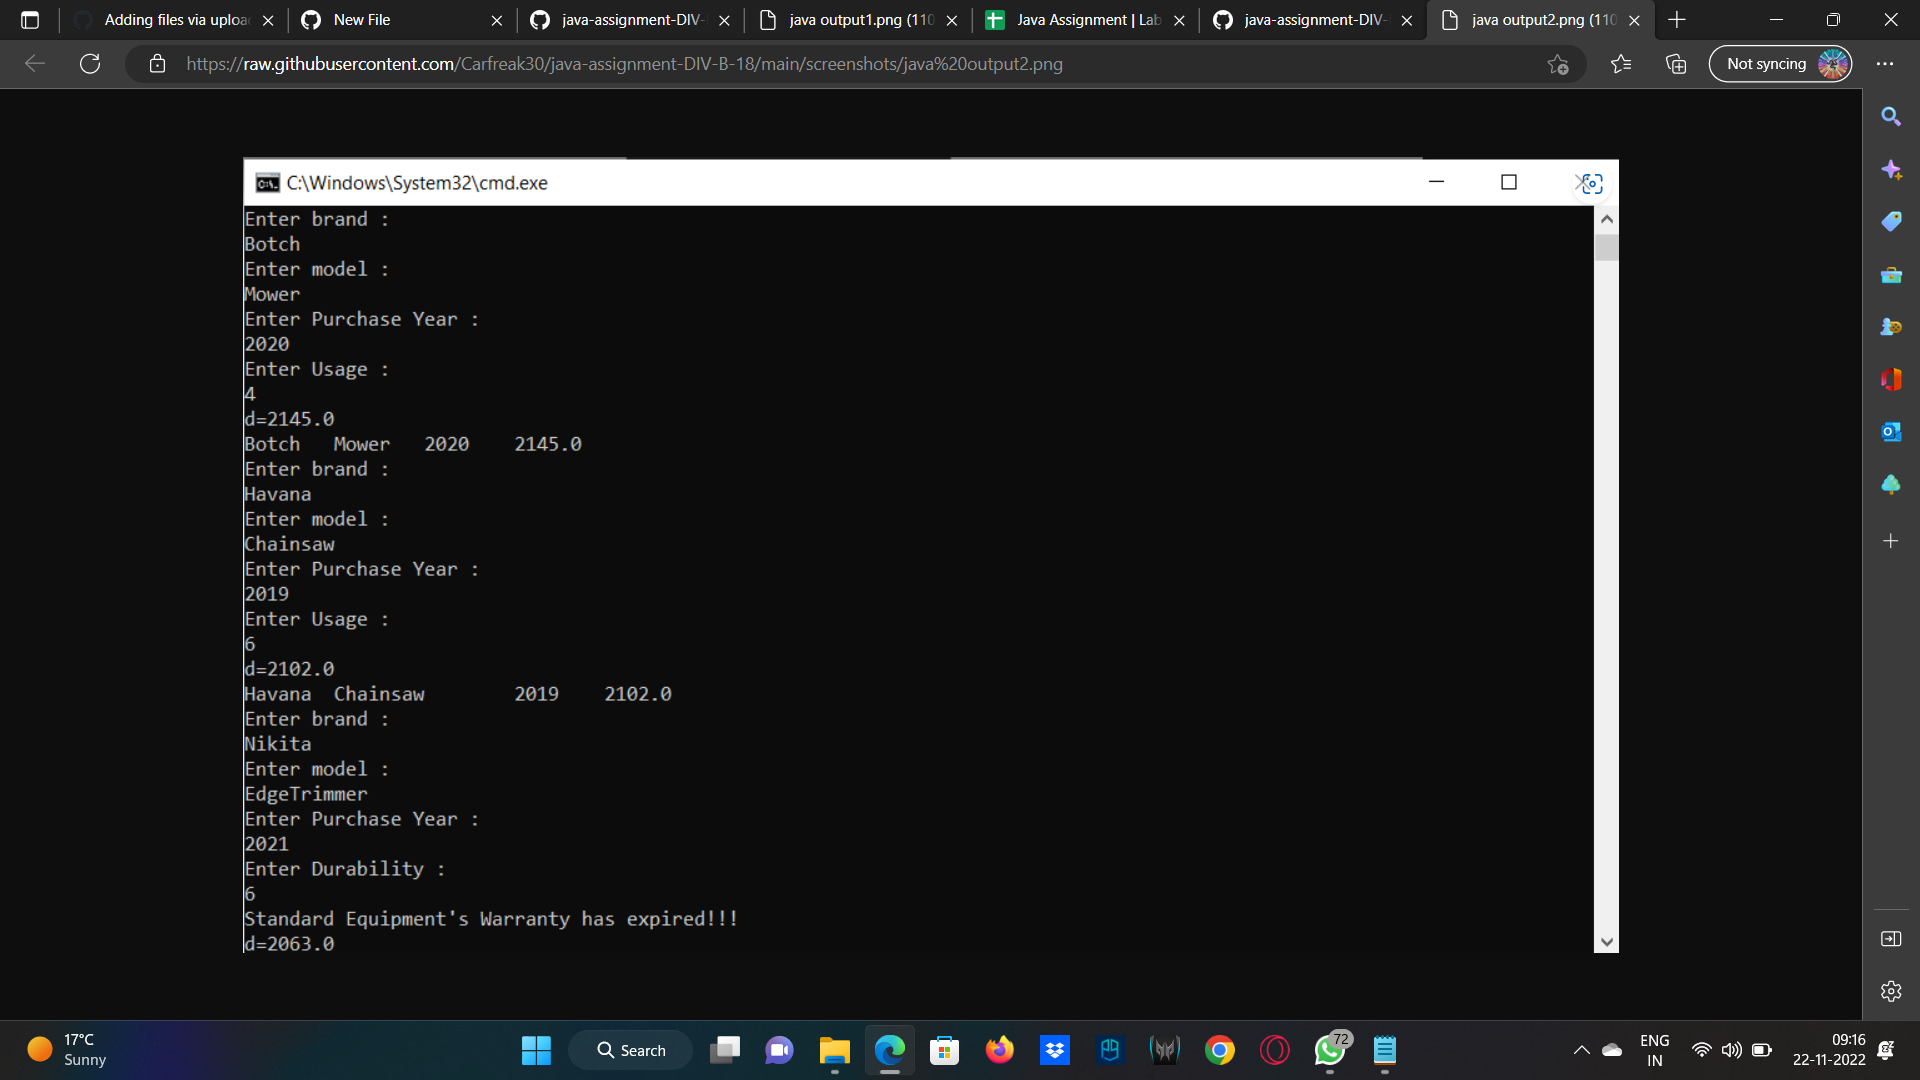 Adding files via uploa
New File
java-assignment-DIV-
java output1.png (110
Java Assignment | Lab
java-assignment-DIV-
java output2.png (110
https://raw.githubusercontent.com/Carfreak30/java-assignment-DIV-B-18/main/screenshots/java%20output2.png
Not syncing
C:\Windows\System32\cmd.exe
Enter brand :
Botch
Enter model :
Mower
Enter Purchase Year :
2020
Enter Usage :
4
d=2145.0
Botch Mower 2020 2145.0
Enter brand :
Havana
Enter model :
Chainsaw
Enter Purchase Year :
2019
Enter Usage :
6
d=2102.0
Havana Chainsaw 2019 2102.0
Enter brand :
Nikita
Enter model :
EdgeTrimmer
Enter Purchase Year :
2021
Enter Durability :
6
Standard Equipment's Warranty has expired!!!
d=2063.0
17°C
Sunny
Search
72
ENG
IN
09:16
22-11-2022